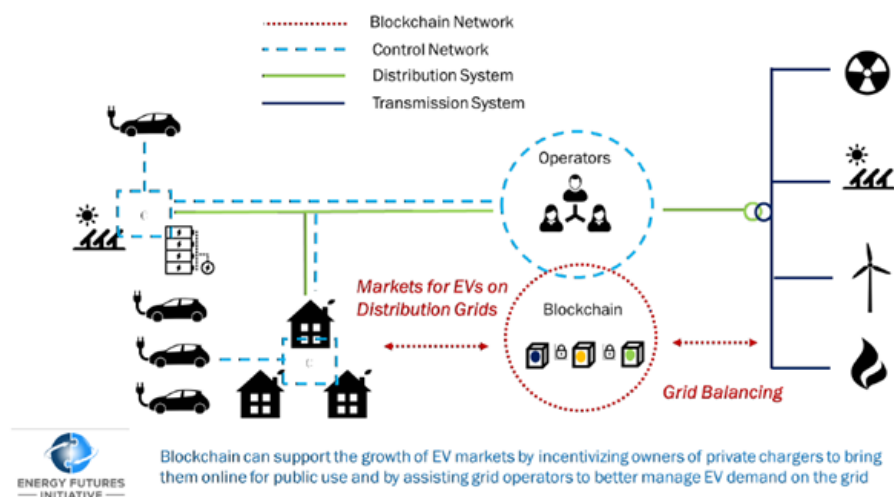 Blockchain Network
Control Network
Distribution System
Transmission System
Operators
C
Markets for EVs on
Distribution Grids
Blockchain
C
Grid Balancing
ENERGY FUTURES
INITIATIVE
Blockchain can support the growth of EV markets by incentivizing owners of private chargers to bring
them online for public use and by assisting grid operators to better manage EV demand on the grid